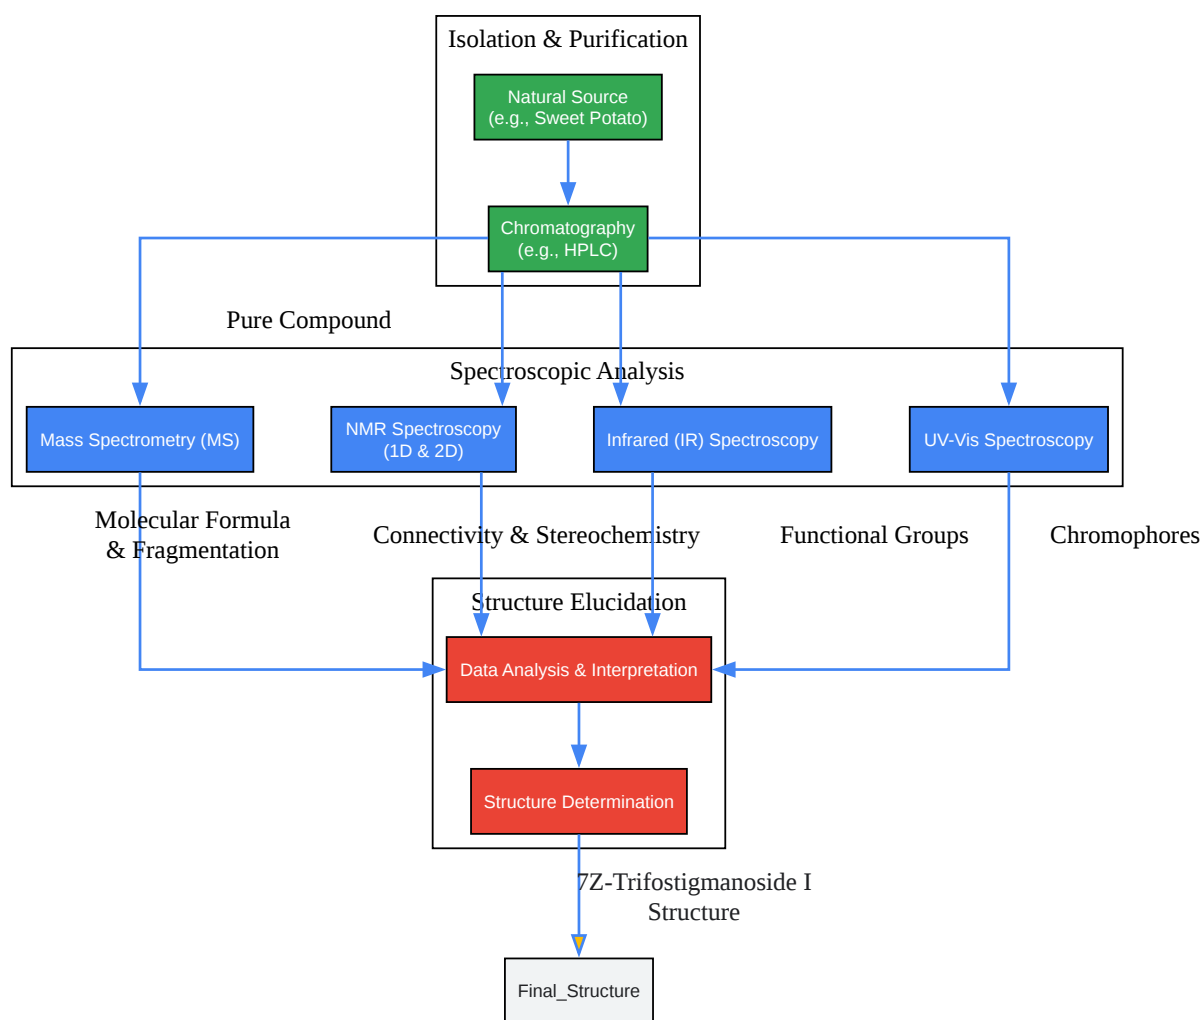 Isolation & Purification
Natural Source
(e.g., Sweet Potato)
Chromatography
(e.g., HPLC)
Pure Compound
Spectroscopic Analysis
Mass Spectrometry (MS)
NMR Spectroscopy
(1D & 2D)
Infrared (IR) Spectroscopy
UV-Vis Spectroscopy
Molecular Formula
& Fragmentation
Connectivity & Stereochemistry
Functional Groups
Chromophores
Structure Elucidation
Data Analysis & Interpretation
Structure Determination
7Z-Trifostigmanoside I
Structure
Final_Structure